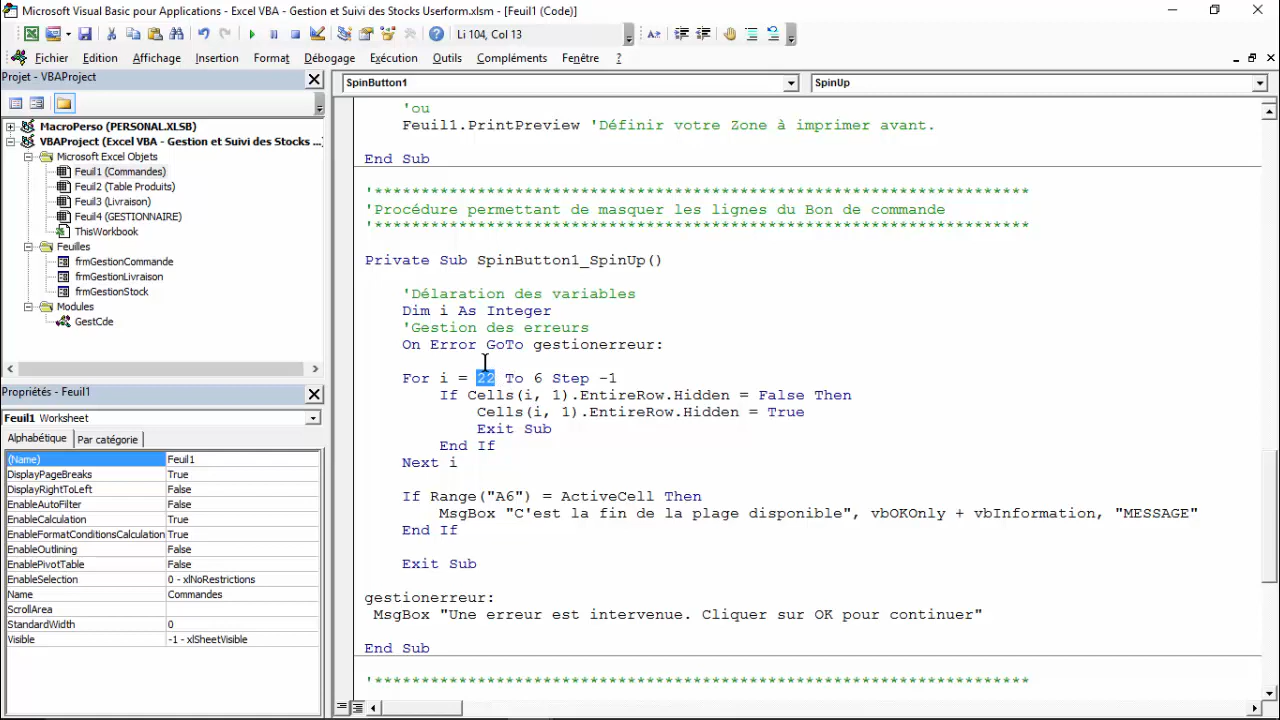 Microsoft Visual Basic pour Applications - Excel VBA - Gestion et Suivi des Stocks Userform.xlsm - [Feuil1 (Code)]
Li 104, Col 13
Fichier Edition Affichage Insertion Format Débogage Exécution Outils Compléments Fenêtre ?
Projet - VBAProject
SpinButton1
SpinUp
MacroPerso (PERSONAL.XLSB)
VBAProject (Excel VBA - Gestion et Suivi des Stocks ...
Microsoft Excel Objets
Feuil1 (Commandes)
Feuil2 (Table Produits)
Feuil3 (Livraison)
Feuil4 (GESTIONNAIRE)
ThisWorkbook
Feuilles
frmGestionCommande
frmGestionLivraison
frmGestionStock
Modules
GestCde
Propriétés - Feuil1
Feuil1 Worksheet
Alphabétique Par catégorie
(Name) Feuil1
DisplayPageBreaks True
DisplayRightToLeft False
EnableAutoFilter False
EnableCalculation True
EnableFormatConditionsCalculation True
EnableOutlining False
EnablePivotTable False
EnableSelection 0 - xlNoRestrictions
Name Commandes
ScrollArea
StandardWidth 0
Visible -1 - xlSheetVisible
'ou
Feuil1.PrintPreview 'Définir votre Zone à imprimer avant.
End Sub
'**********************************************************************
'Procédure permettant de masquer les lignes du Bon de commande
'**********************************************************************
Private Sub SpinButton1_SpinUp()
'Délaration des variables
Dim i As Integer
'Gestion des erreurs
On Error GoTo gestionerreur:
For i = 22 To 6 Step -1
If Cells(i, 1).EntireRow.Hidden = False Then
Cells(i, 1).EntireRow.Hidden = True
Exit Sub
End If
Next i
If Range("A6") = ActiveCell Then
MsgBox "C'est la fin de la plage disponible", vbOKOnly + vbInformation, "MESSAGE"
End If
Exit Sub
gestionerreur:
MsgBox "Une erreur est intervenue. Cliquer sur OK pour continuer"
End Sub
'**********************************************************************